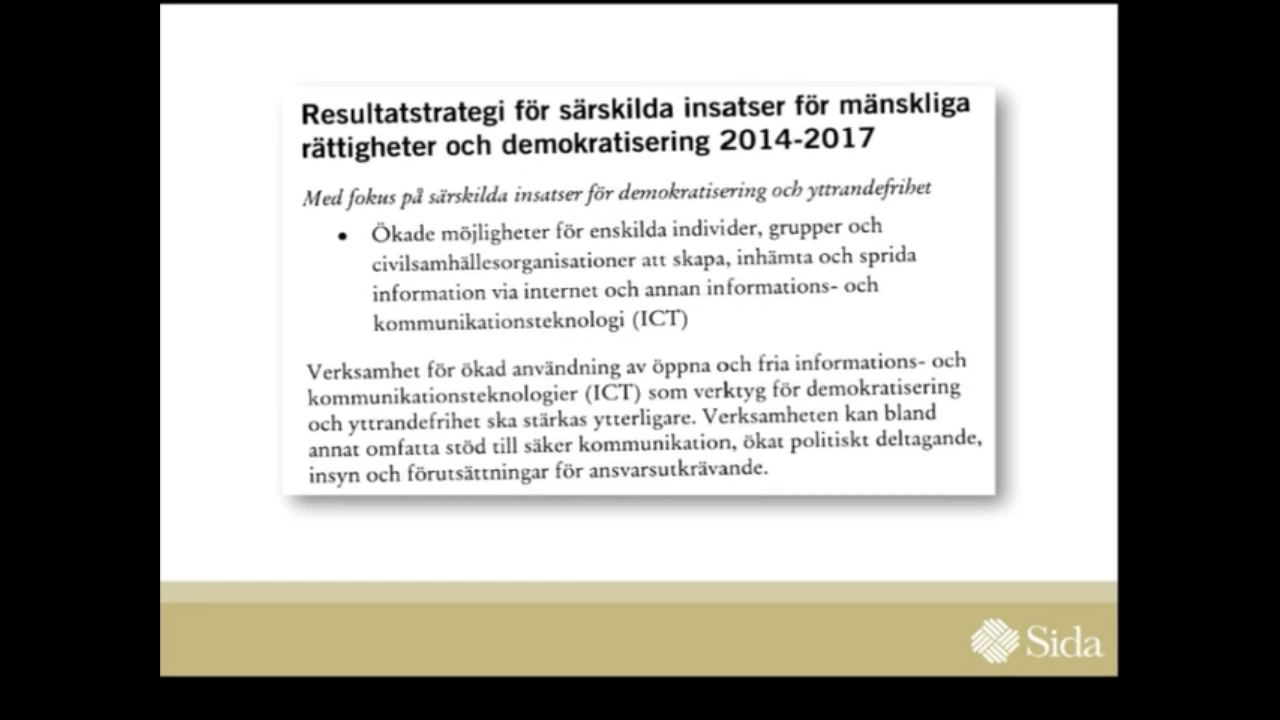 Resultatstrategi för särskilda insatser för mänskliga
rättigheter och demokratisering 2014-2017
Med fokus på särskilda insatser för demokratisering och yttrandefrihet
• Ökade möjligheter för enskilda individer, grupper och
civilsamhällesorganisationer att skapa, inhämta och sprida
information via internet och annan informations- och
kommunikationsteknologi (ICT)
Verksamhet för ökad användning av öppna och fria informations- och
kommunikationsteknologier (ICT) som verktyg för demokratisering
och yttrandefrihet ska stärkas ytterligare. Verksamheten kan bland
annat omfatta stöd till säker kommunikation, ökat politiskt deltagande,
insyn och förutsättningar för ansvarsutkrävande.
Sida